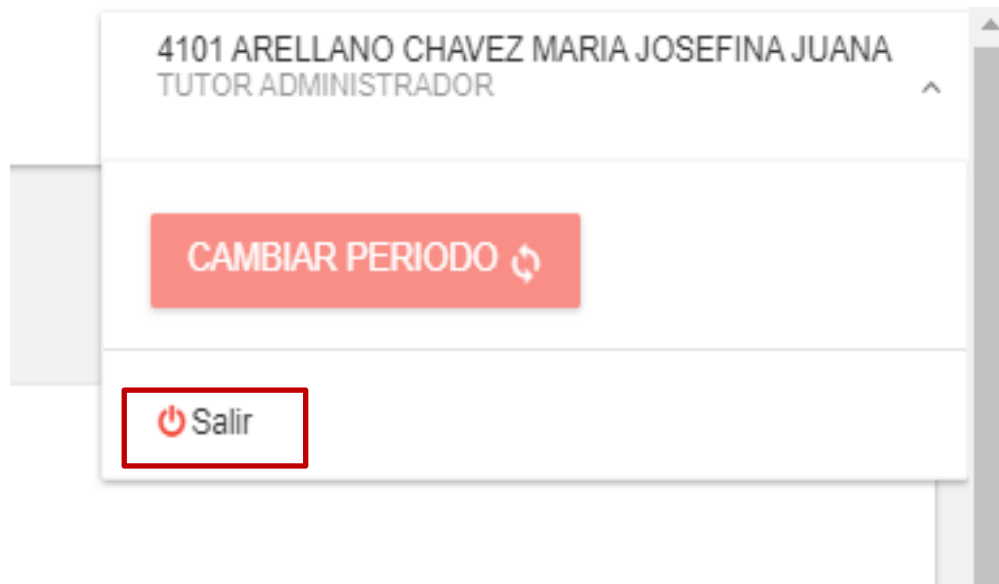 4101 ARELLANO CHAVEZ MARIA JOSEFINA JUANA
TUTOR ADMINISTRADOR
CAMBIAR PERIODO
Salir